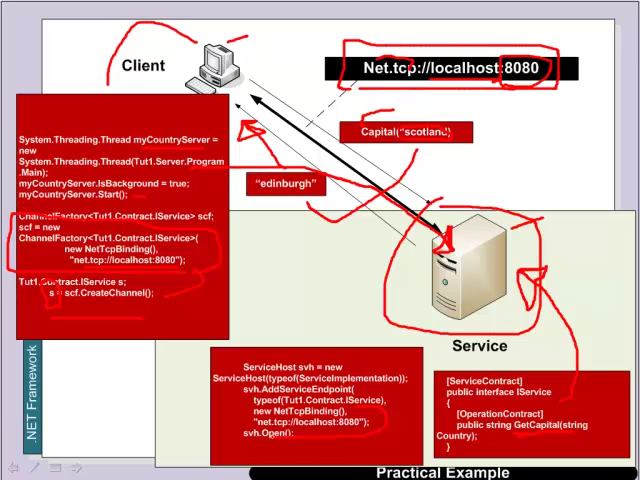 Client
Net.tcp://localhost:8080
Capital("scotland)
"edinburgh"
System.Threading.Thread myCountryServer =
new
System.Threading.Thread(Tut1.Server.Program
.Main);
myCountryServer.IsBackground = true;
myCountryServer.Start();
ChannelFactory<Tut1.Contract.IService> scf;
scf = new
ChannelFactory<Tut1.Contract.IService>(
new NetTcpBinding(),
"net.tcp://localhost:8080");
Tut1.Contract.IService s;
s = scf.CreateChannel();
Service
.NET Framework
ServiceHost svh = new
ServiceHost(typeof(ServiceImplementation));
svh.AddServiceEndpoint(
typeof(Tut1.Contract.IService),
new NetTcpBinding(),
"net.tcp://localhost:8080");
svh.Open();
[ServiceContract]
public interface IService
{
[OperationContract]
public string GetCapital(string
Country);
}
Practical Example